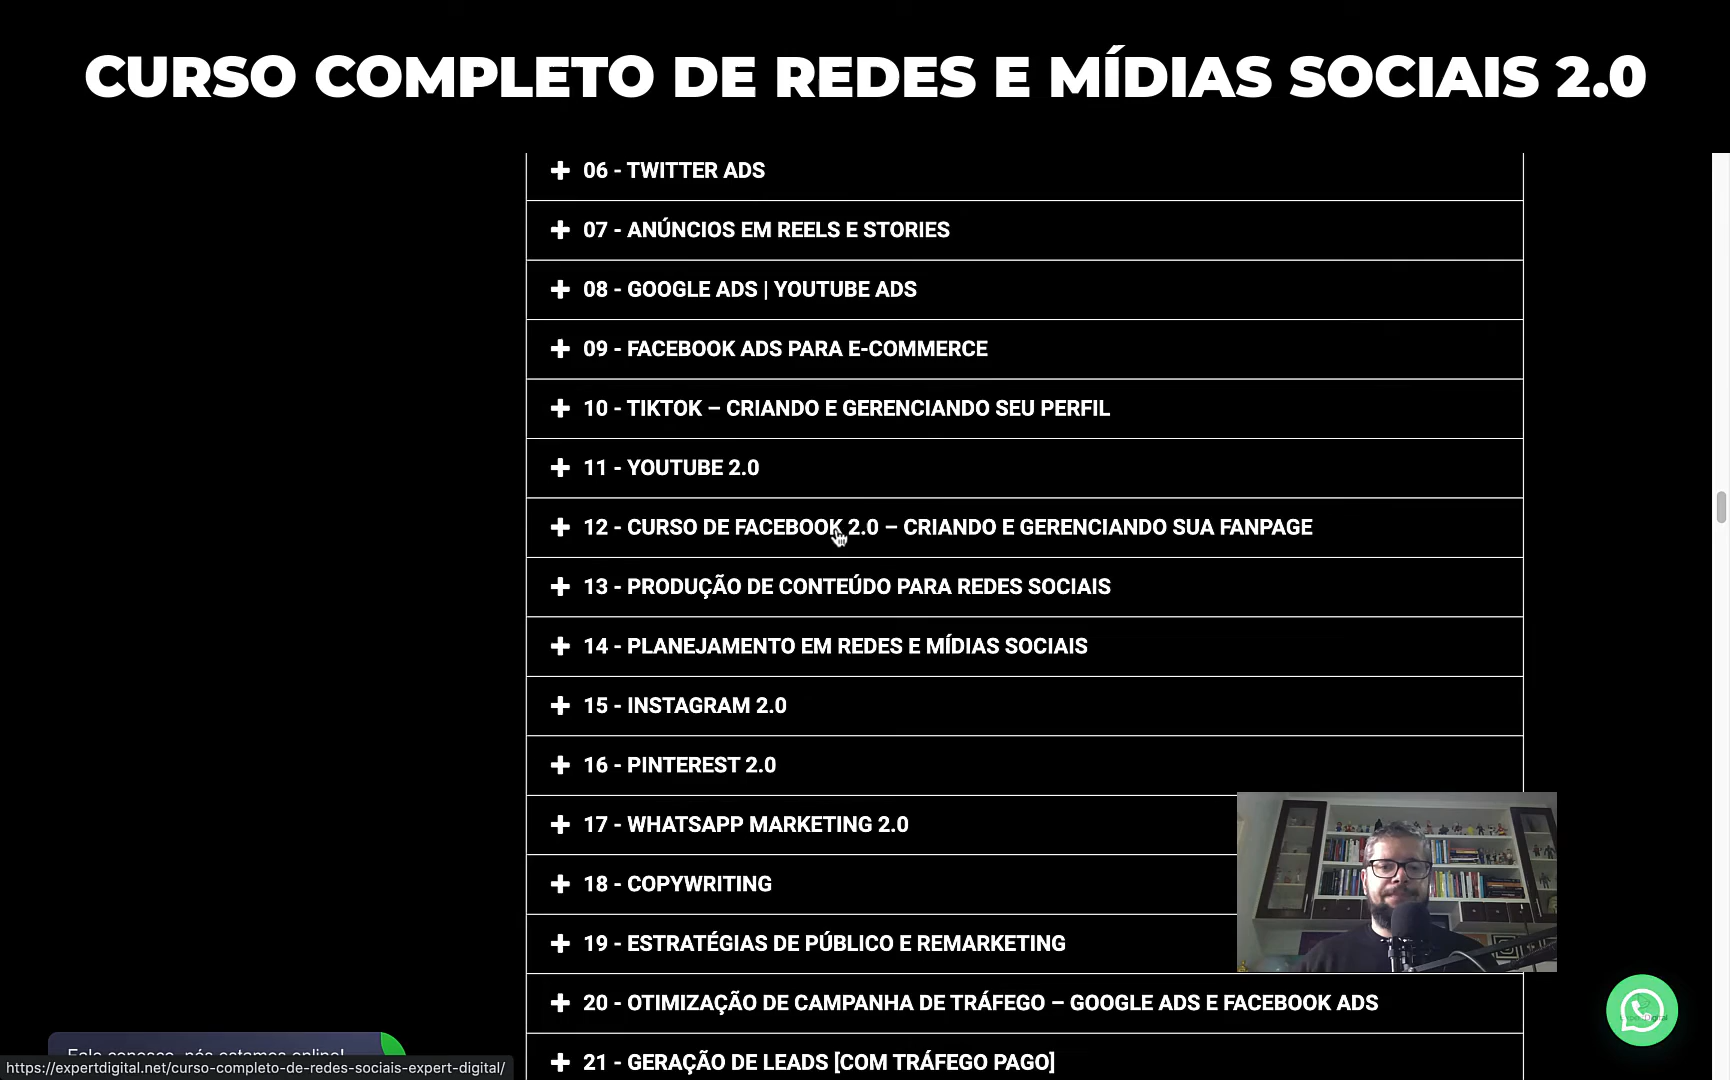 CURSO COMPLETO DE REDES E MÍDIAS SOCIAIS 2.0
06 - TWITTER ADS
07 - ANÚNCIOS EM REELS E STORIES
08 - GOOGLE ADS | YOUTUBE ADS
09 - FACEBOOK ADS PARA E-COMMERCE
10 - TIKTOK – CRIANDO E GERENCIANDO SEU PERFIL
11 - YOUTUBE 2.0
12 - CURSO DE FACEBOOK 2.0 – CRIANDO E GERENCIANDO SUA FANPAGE
13 - PRODUÇÃO DE CONTEÚDO PARA REDES SOCIAIS
14 - PLANEJAMENTO EM REDES E MÍDIAS SOCIAIS
15 - INSTAGRAM 2.0
16 - PINTEREST 2.0
17 - WHATSAPP MARKETING 2.0
18 - COPYWRITING
19 - ESTRATÉGIAS DE PÚBLICO E REMARKETING
20 - OTIMIZAÇÃO DE CAMPANHA DE TRÁFEGO – GOOGLE ADS E FACEBOOK ADS
21 - GERAÇÃO DE LEADS [COM TRÁFEGO PAGO]
Fale conosco, nós estamos online!
https://expertdigital.net/curso-completo-de-redes-sociais-expert-digital/